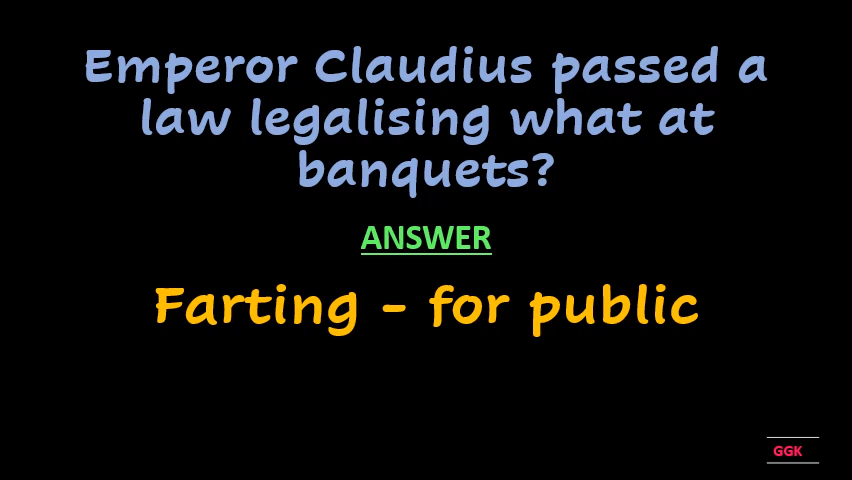 Emperor Claudius passed a
law legalising what at
banquets?
ANSWER
Farting - for public
GGK